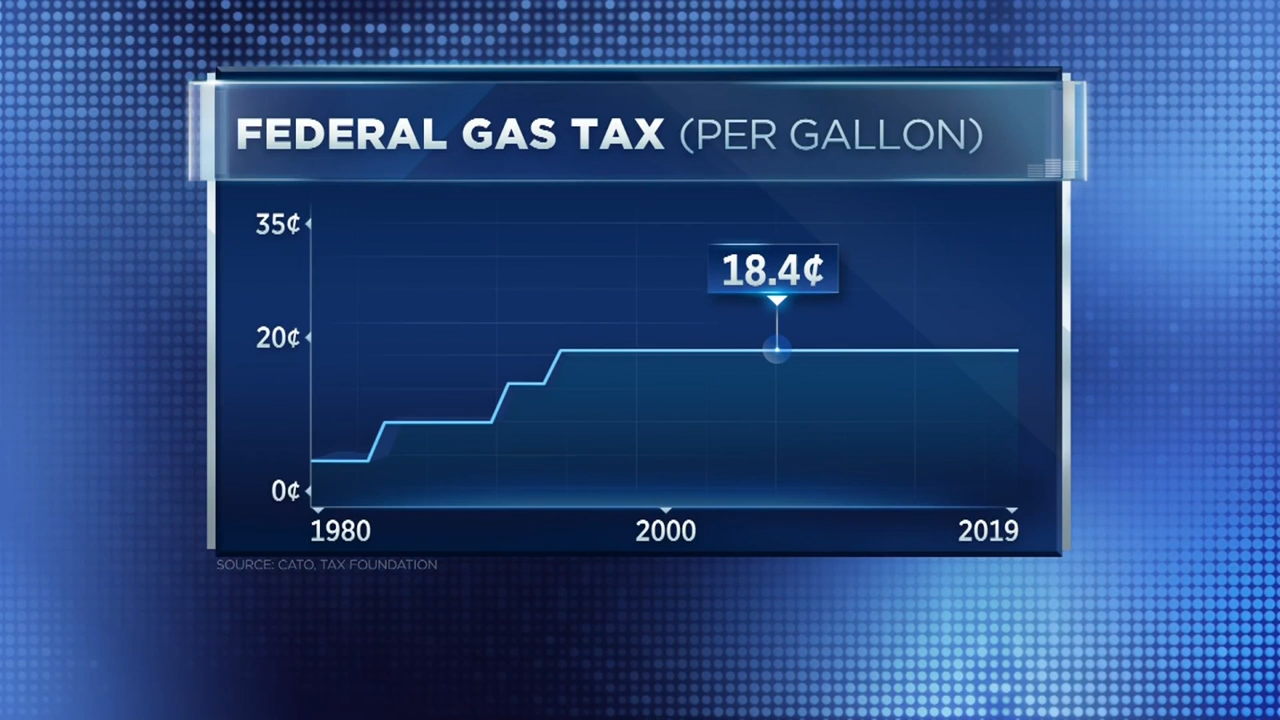 FEDERAL GAS TAX (PER GALLON)
35¢
18.4¢
20¢
0¢
1980 2000 2019
SOURCE: CATO, TAX FOUNDATION